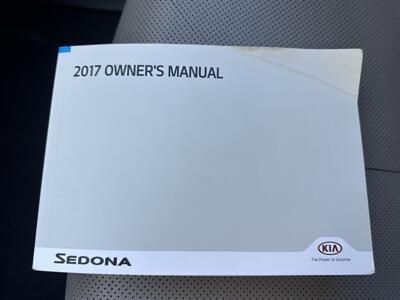 2017 OWNER'S MANUAL
SEDONA
KIA
The Power to Surprise